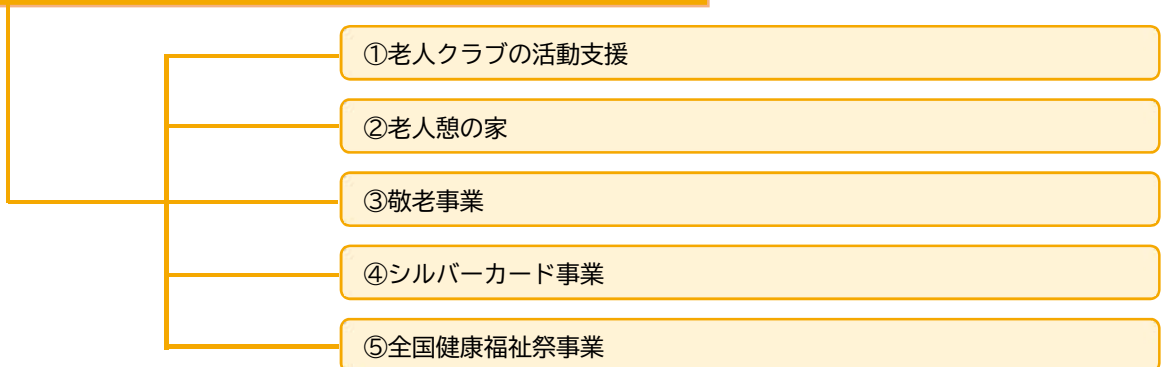 ①老人クラブの活動支援
②老人憩の家
③敬老事業
④シルバーカード事業
⑤全国健康福祉祭事業